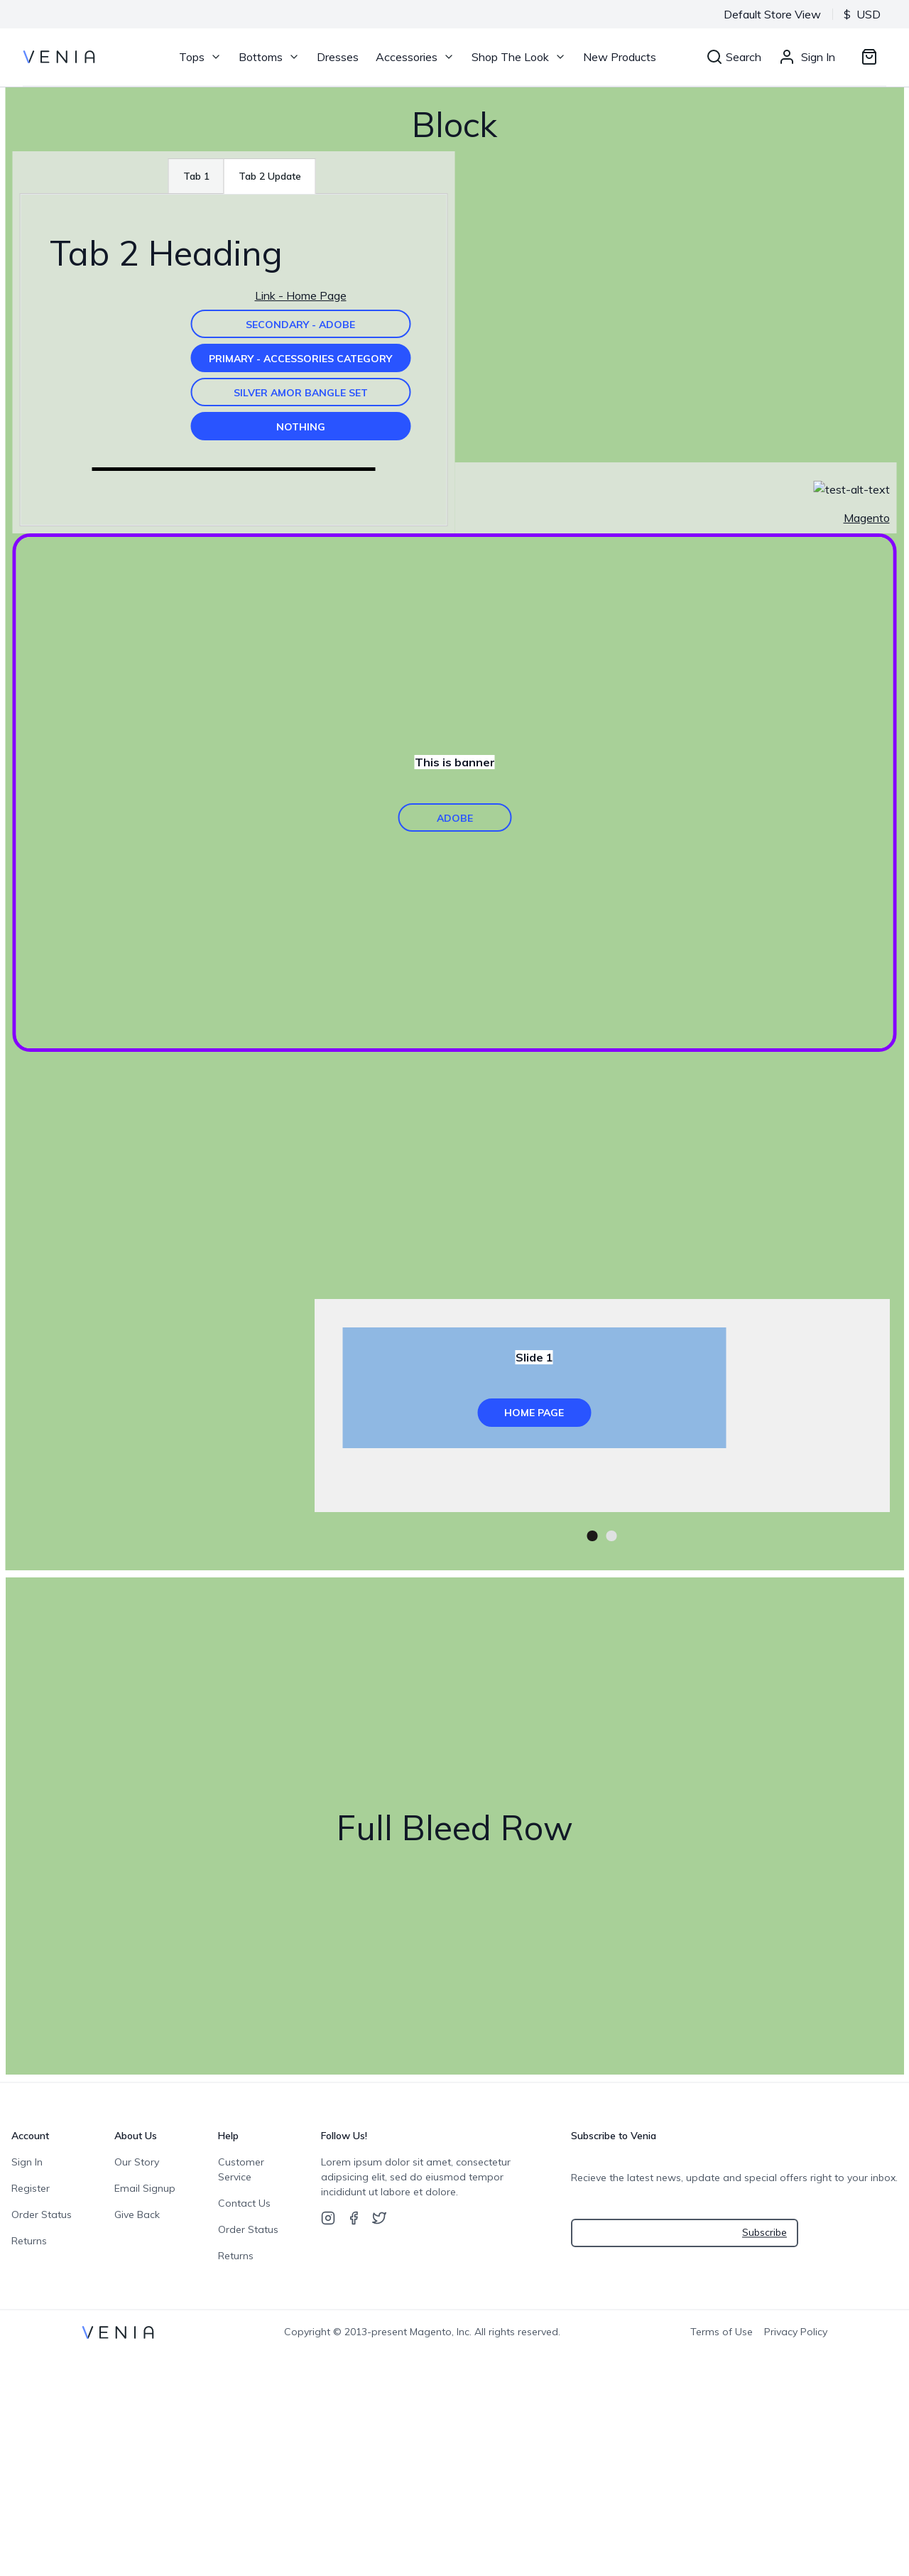 Default Store View
$ USD
VENIA
Tops
Bottoms
Dresses
Accessories
Shop The Look
New Products
Search
Sign In
Block
Tab 1
Tab 2 Update
Tab 2 Heading
Link - Home Page
SECONDARY - ADOBE
PRIMARY - ACCESSORIES CATEGORY
SILVER AMOR BANGLE SET
NOTHING
test-alt-text
Magento
This is banner
ADOBE
Slide 1
HOME PAGE
Full Bleed Row
Account
Sign In
Register
Order Status
Returns
About Us
Our Story
Email Signup
Give Back
Help
Customer
Service
Contact Us
Order Status
Returns
Follow Us!
Lorem ipsum dolor sit amet, consectetur
adipsicing elit, sed do eiusmod tempor
incididunt ut labore et dolore.
Subscribe to Venia
Recieve the latest news, update and special offers right to your inbox.
Subscribe
VENIA
Copyright © 2013-present Magento, Inc. All rights reserved.
Terms of Use
Privacy Policy